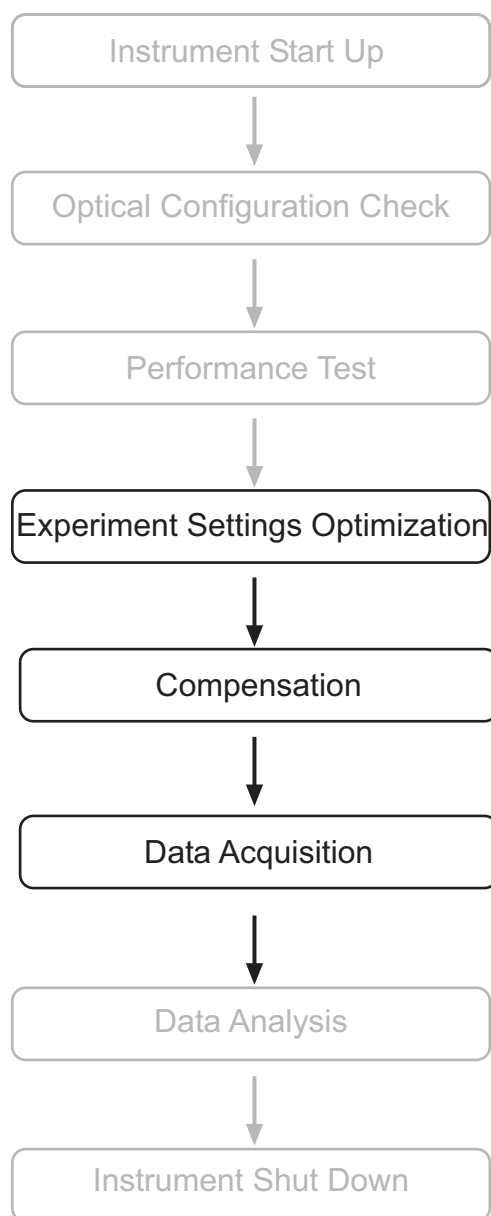 Instrument Start Up
Optical Configuration Check
Performance Test
Experiment Settings Optimization
Compensation
Data Acquisition
Data Analysis
Instrument Shut Down